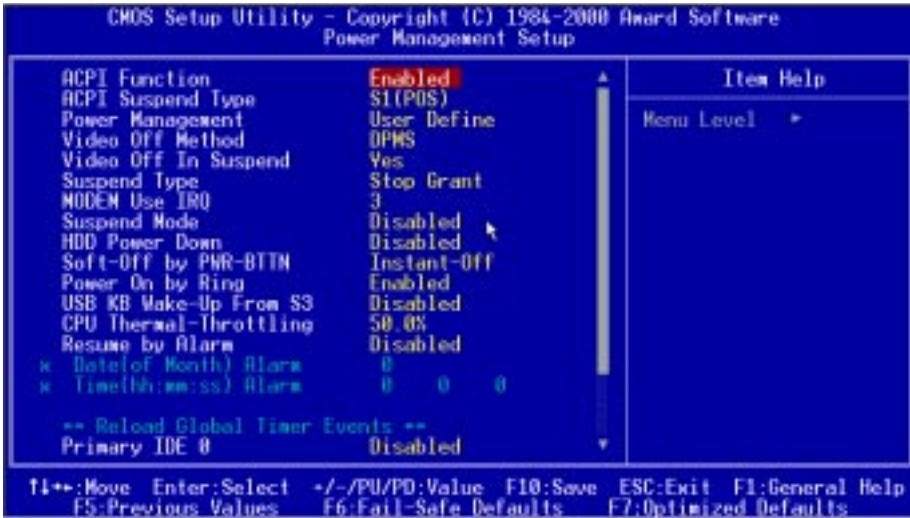 CMOS Setup Utility - Copyright (C) 1984-2000 Award Software
Power Management Setup
ACPI Function Enabled
ACPI Suspend Type S1(POS)
Power Management User Define
Video Off Method DPMS
Video Off In Suspend Yes
Suspend Type Stop Grant
MODEM Use IRQ 3
Suspend Mode Disabled
HDD Power Down Disabled
Soft-Off by PWR-BTTN Instant-Off
Power On by Ring Enabled
USB KB Wake-Up From S3 Disabled
CPU Thermal-Throttling 50.0%
Resume by Alarm Disabled
x Date(of Month) Alarm 0
x Time(hh:mm:ss) Alarm 0 0 0
** Reload Global Timer Events **
Primary IDE 0 Disabled
Item Help
Menu Level ►
↑↓→←:Move Enter:Select +/-/PU/PD:Value F10:Save ESC:Exit F1:General Help
F5:Previous Values F6:Fail-Safe Defaults F7:Optimized Defaults